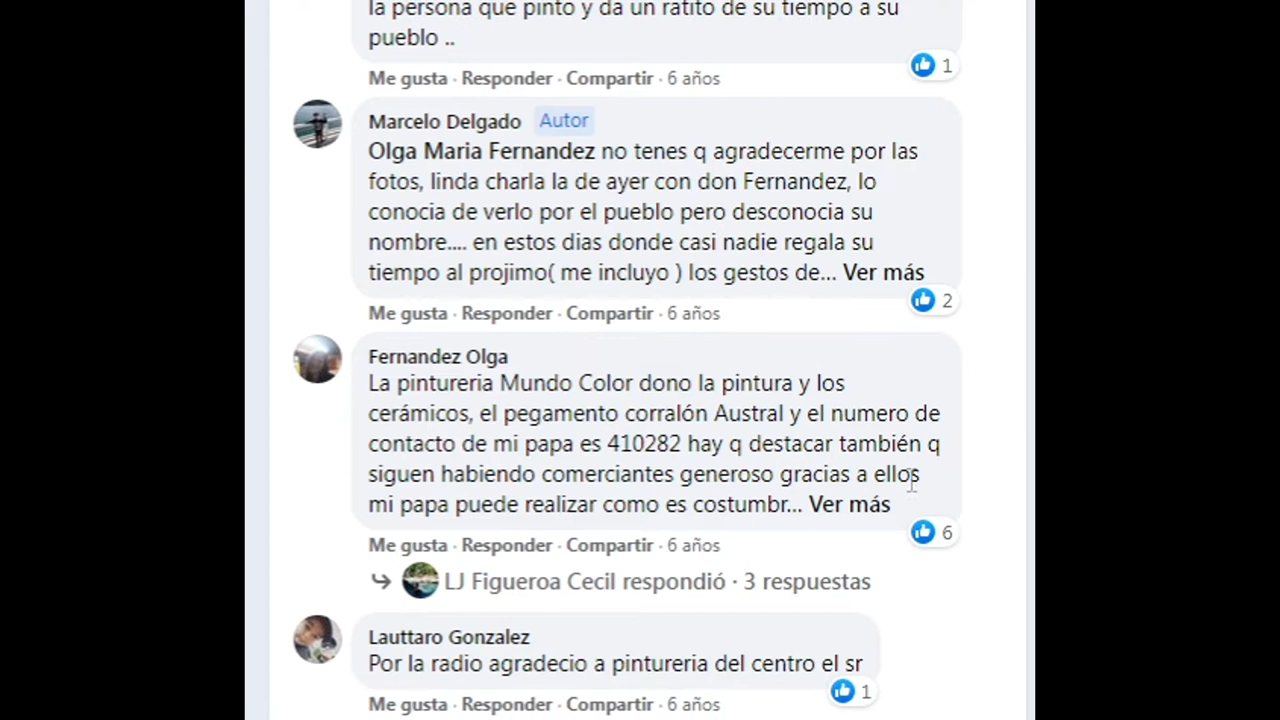 la persona que pinto y da un ratito de su tiempo a su
pueblo ..
1
Me gusta · Responder · Compartir · 6 años
Marcelo Delgado Autor
Olga Maria Fernandez no tenes q agradecerme por las
fotos, linda charla la de ayer con don Fernandez, lo
conocia de verlo por el pueblo pero desconocia su
nombre.... en estos dias donde casi nadie regala su
tiempo al projimo( me incluyo ) los gestos de... Ver más
2
Me gusta · Responder · Compartir · 6 años
Fernandez Olga
La pintureria Mundo Color dono la pintura y los
cerámicos, el pegamento corralón Austral y el numero de
contacto de mi papa es 410282 hay q destacar también q
siguen habiendo comerciantes generoso gracias a ellos
mi papa puede realizar como es costumbr... Ver más
6
Me gusta · Responder · Compartir · 6 años
LJ Figueroa Cecil respondió · 3 respuestas
Lauttaro Gonzalez
Por la radio agradecio a pintureria del centro el sr
1
Me gusta · Responder · Compartir · 6 años